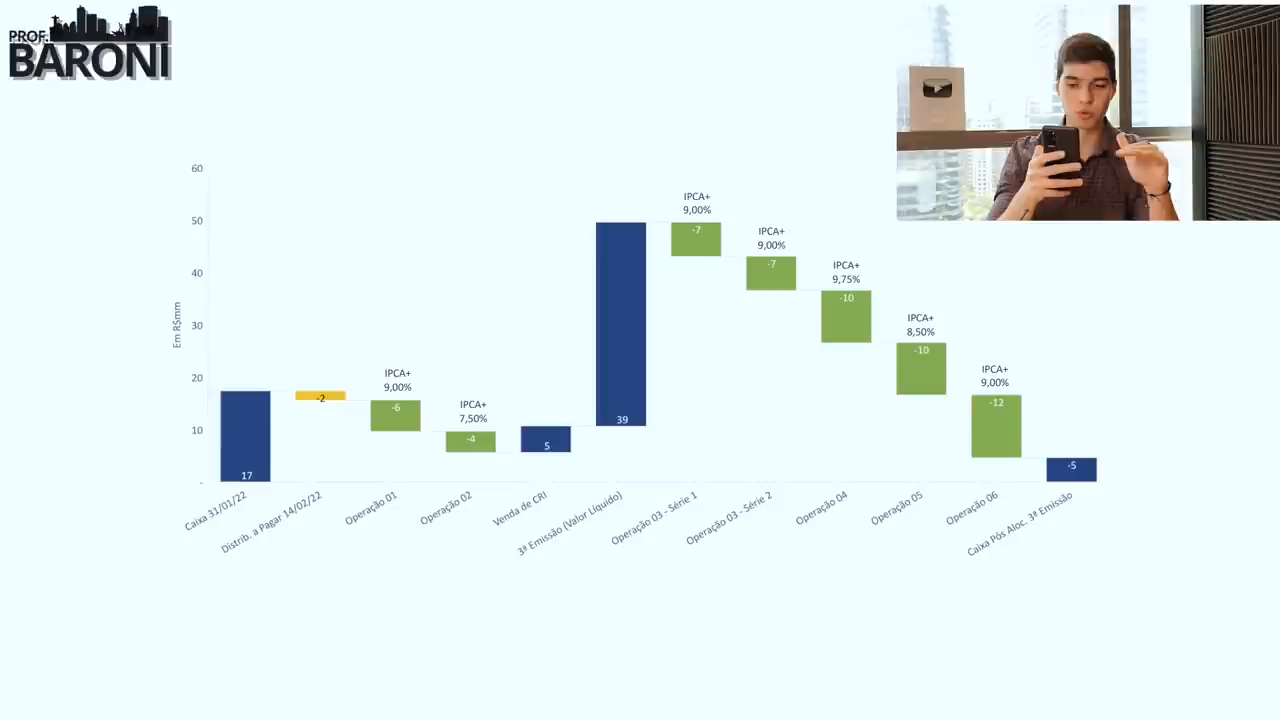 PROF.
BARONI
60
50
40
30
20
10
-
Em R$mm
17
-2
IPCA+
9,00%
-6
IPCA+
7,50%
-4
5
39
IPCA+
9,00%
-7
IPCA+
9,00%
-7
IPCA+
9,75%
-10
IPCA+
8,50%
-10
IPCA+
9,00%
-12
-5
Caixa 31/01/22
Distrib. a Pagar 14/02/22
Operação 01
Operação 02
Venda de CRI
3ª Emissão (Valor Líquido)
Operação 03 - Série 1
Operação 03 - Série 2
Operação 04
Operação 05
Operação 06
Caixa Pós Aloc. 3ª Emissão